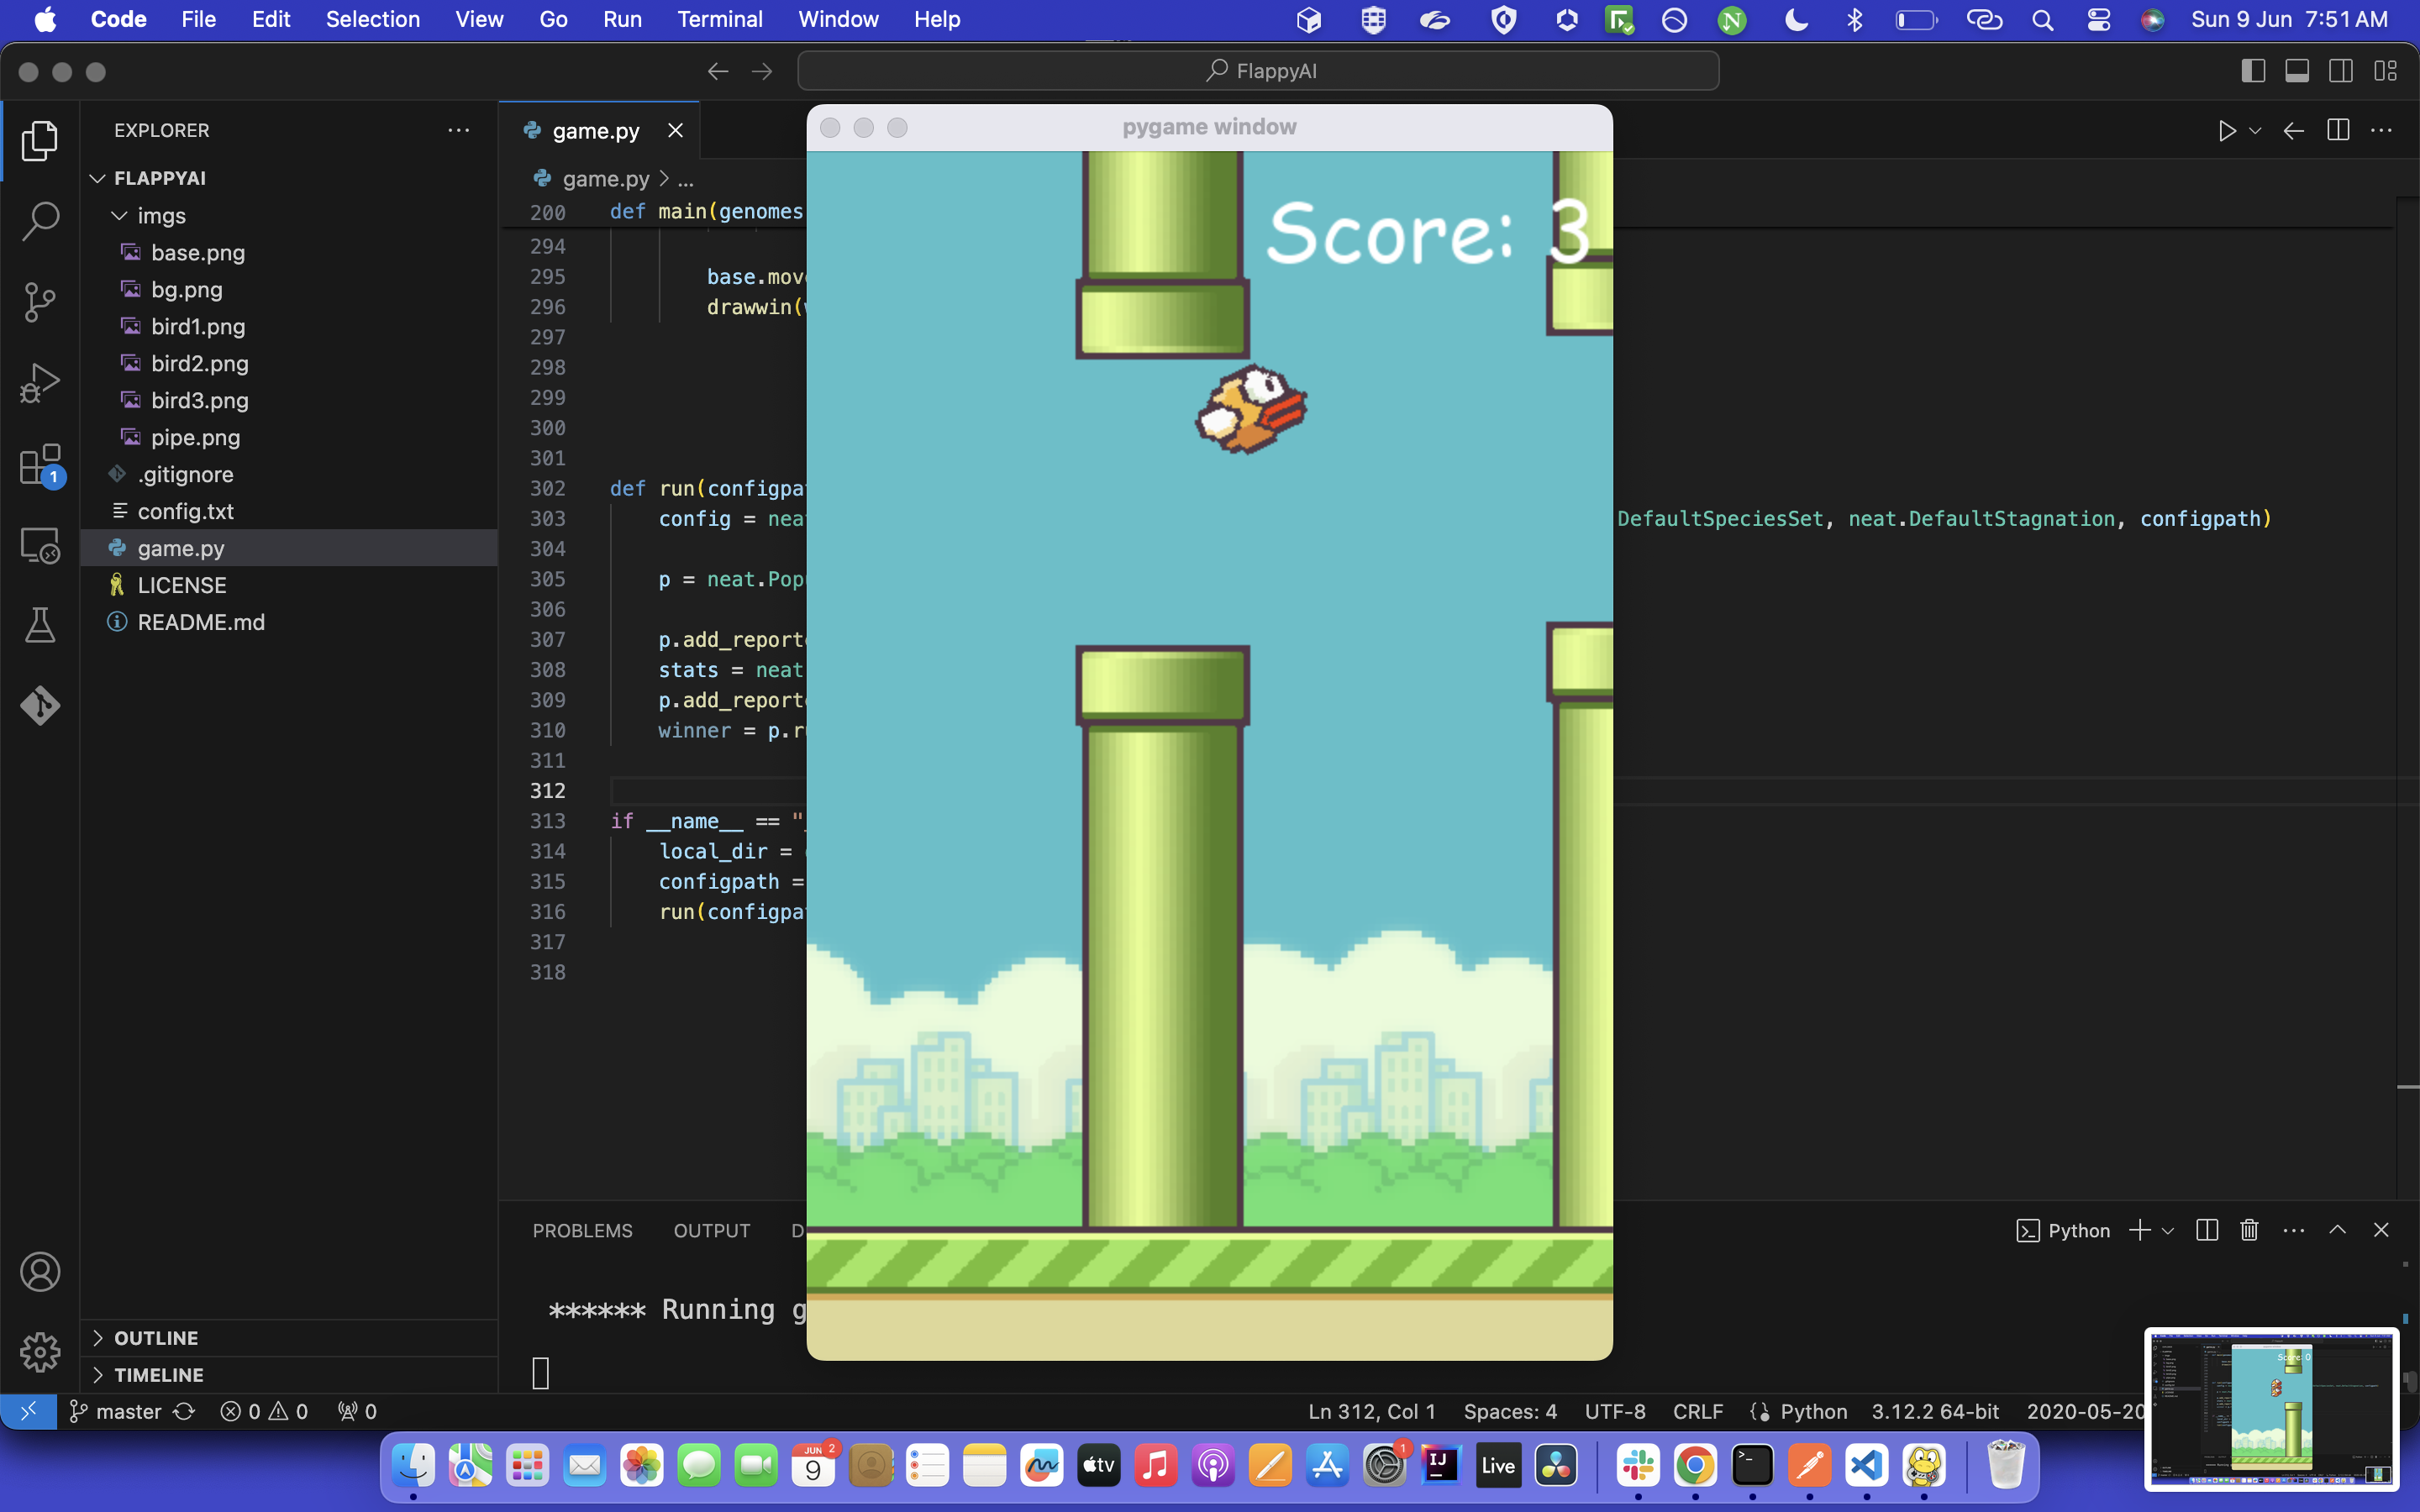 Code File Edit Selection View Go Run Terminal Window Help
N
Sun 9 Jun 7:51 AM
FlappyAI
EXPLORER
FLAPPYAI
imgs
base.png
bg.png
bird1.png
bird2.png
bird3.png
pipe.png
.gitignore
config.txt
game.py
LICENSE
README.md
OUTLINE
TIMELINE
1
game.py
game.py > ...
200 def main(genomes
294
295 base.mov
296 drawwin(
297
298
299
300
301
302 def run(configpa
303 config = nea DefaultSpeciesSet, neat.DefaultStagnation, configpath)
304
305 p = neat.Pop
306
307 p.add_report
308 stats = neat
309 p.add_report
310 winner = p.r
311
312
313 if __name__ == "_
314 local_dir =
315 configpath =
316 run(configpa
317
318
pygame window
Score: 3
PROBLEMS OUTPUT D
Python
****** Running g
master 0 0 0
Ln 312, Col 1 Spaces: 4 UTF-8 CRLF Python 3.12.2 64-bit 2020-05-20
JUN 2
9
tv
1
IJ
Live
Score: 0